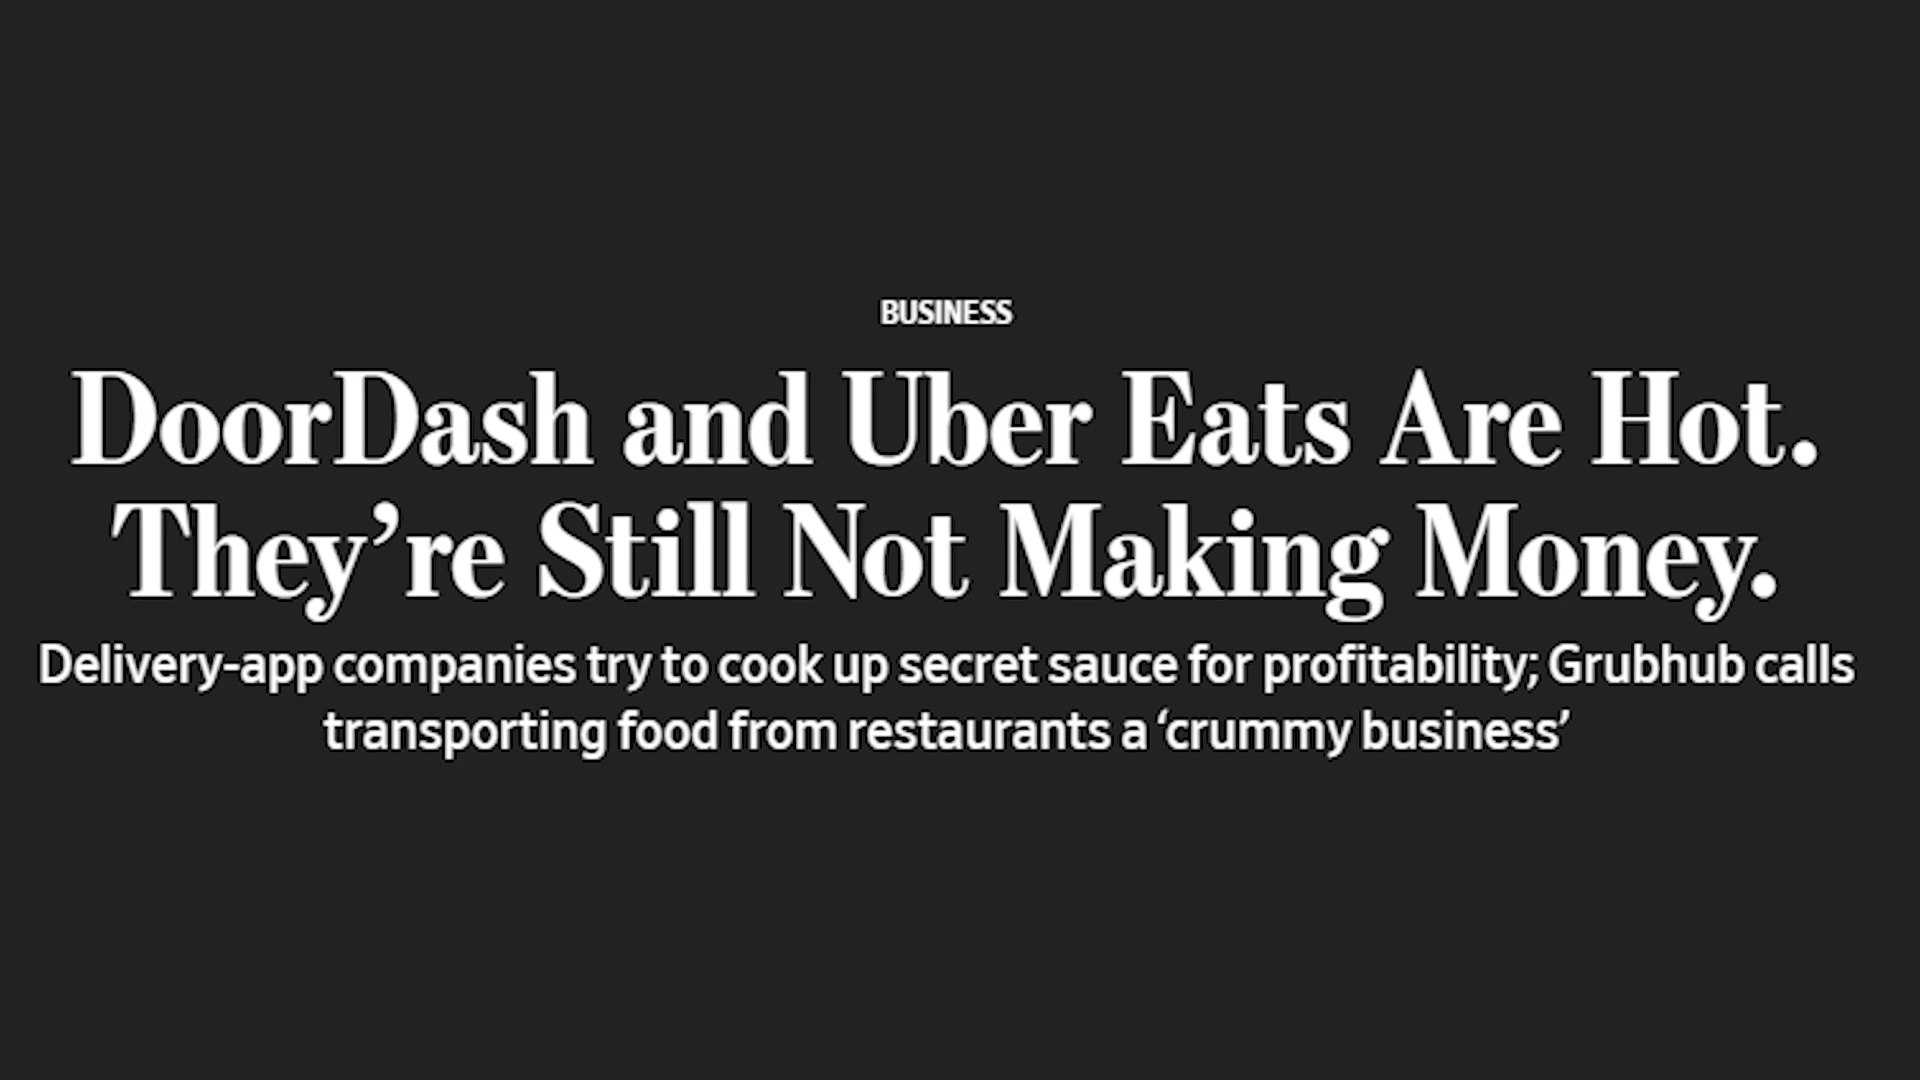 BUSINESS
DoorDash and Uber Eats Are Hot.
They’re Still Not Making Money.
Delivery-app companies try to cook up secret sauce for profitability; Grubhub calls
transporting food from restaurants a ‘crummy business’